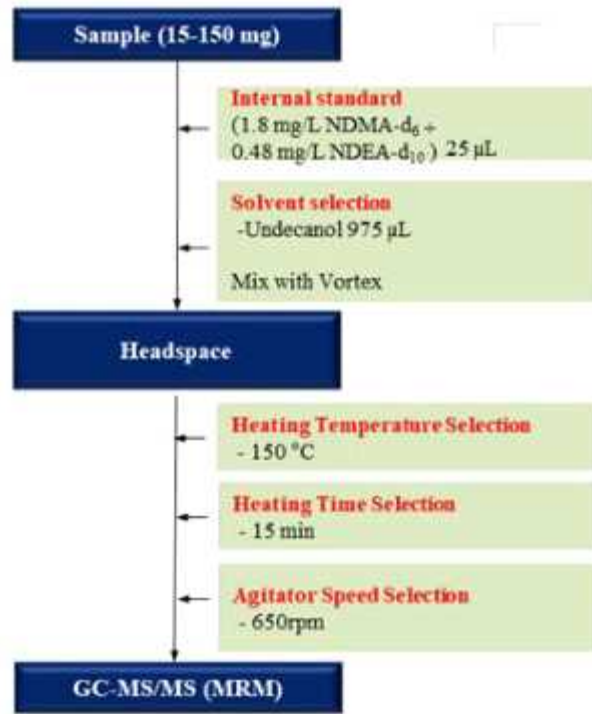 Sample (15-150 mg)
Internal standard
(1.8 mg/L NDMA-d₆ +
0.48 mg/L NDEA-d₁₀ ) 25 µL
Solvent selection
-Undecanol 975 µL
Mix with Vortex
Headspace
Heating Temperature Selection
- 150 °C
Heating Time Selection
- 15 min
Agitator Speed Selection
- 650rpm
GC-MS/MS (MRM)